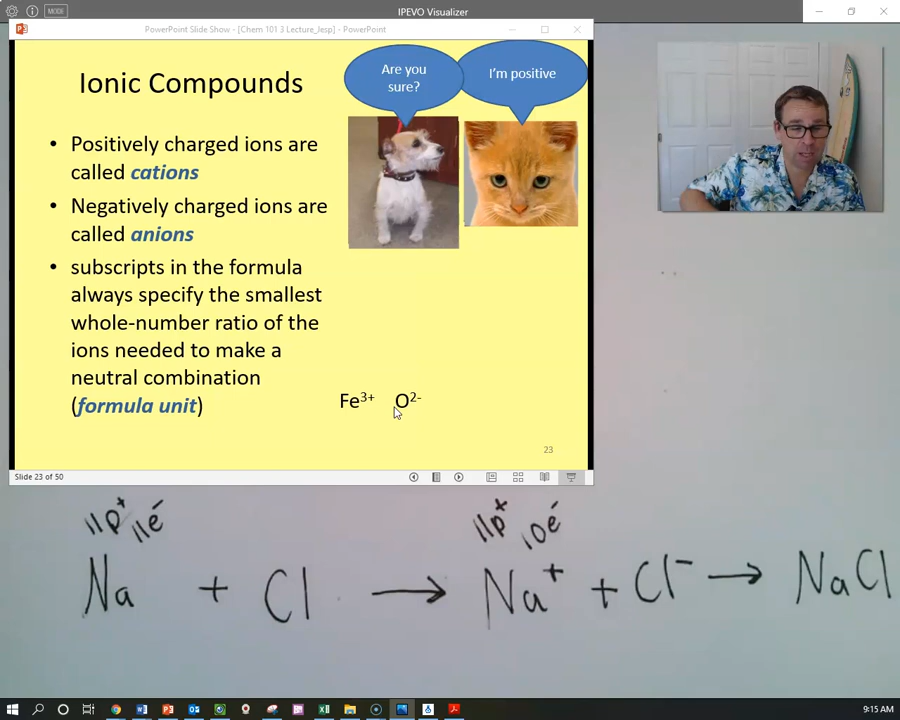 MODE
IPEVO Visualizer
PowerPoint Slide Show - [Chem 101 3 Lecture_Jesp] - PowerPoint
Ionic Compounds
Are you
sure?
I'm positive
• Positively charged ions are
called cations
• Negatively charged ions are
called anions
• subscripts in the formula
always specify the smallest
whole-number ratio of the
ions needed to make a
neutral combination
(formula unit)
Fe³⁺ O²⁻
23
Slide 23 of 50
11p⁺ 11e⁻ 11p⁺ 10e⁻
Na + Cl → Na⁺ + Cl⁻ → NaCl
9:15 AM